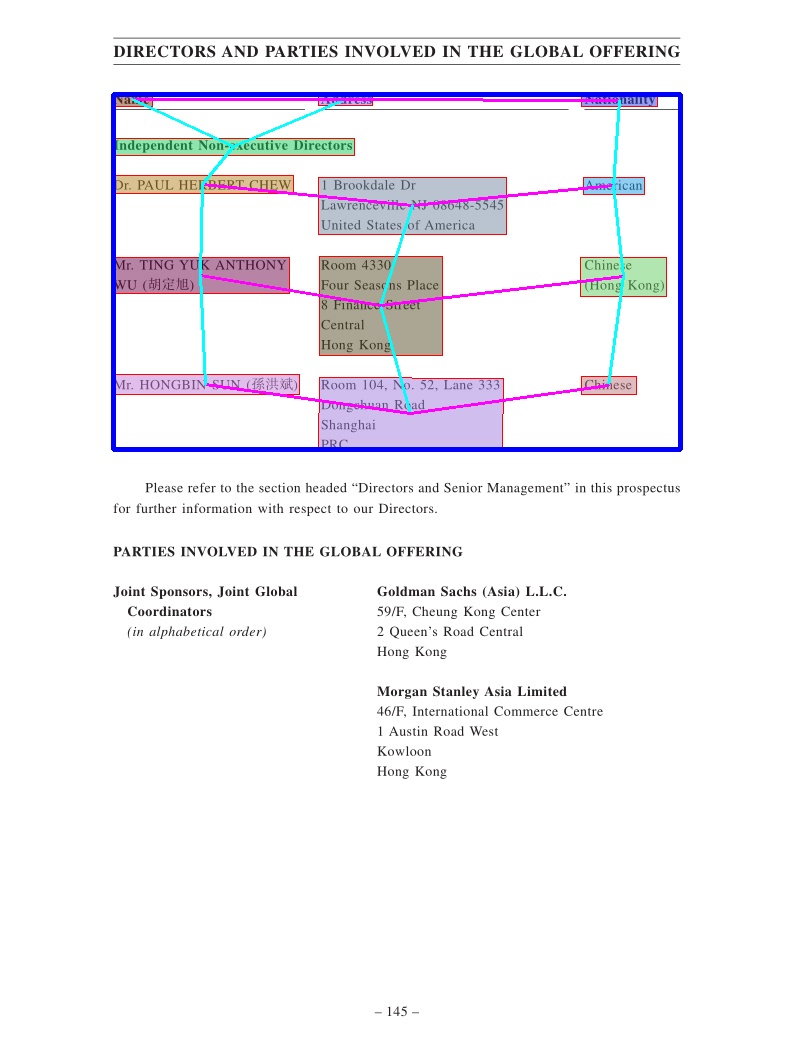 DIRECTORS AND PARTIES INVOLVED IN THE GLOBAL OFFERING
Name Address Nationality
Independent Non-Executive Directors
Dr. PAUL HERBERT CHEW 1 Brookdale Dr American
Lawrenceville NJ 08648-5545
United States of America
Mr. TING YUK ANTHONY Room 4330 Chinese
WU (胡定旭) Four Seasons Place (Hong Kong)
8 Finance Street
Central
Hong Kong
Mr. HONGBIN SUN (孫洪斌) Room 104, No. 52, Lane 333 Chinese
Dongchuan Road
Shanghai
PRC
Please refer to the section headed “Directors and Senior Management” in this prospectus
for further information with respect to our Directors.
PARTIES INVOLVED IN THE GLOBAL OFFERING
Joint Sponsors, Joint Global Goldman Sachs (Asia) L.L.C.
Coordinators 59/F, Cheung Kong Center
(in alphabetical order) 2 Queen’s Road Central
Hong Kong
Morgan Stanley Asia Limited
46/F, International Commerce Centre
1 Austin Road West
Kowloon
Hong Kong
– 145 –